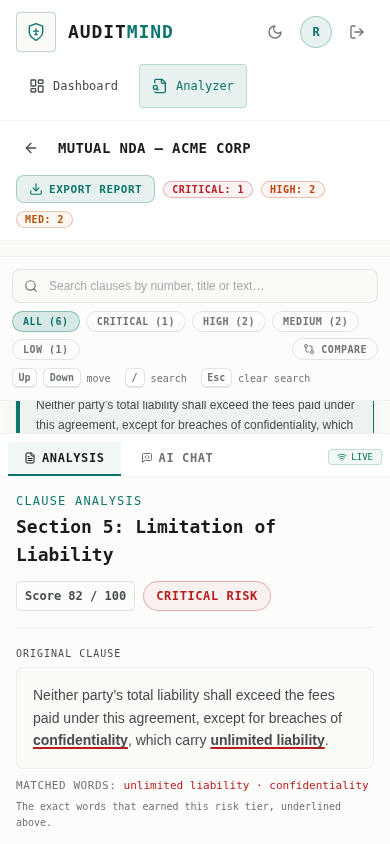 AUDITMIND
R
Dashboard
Analyzer
MUTUAL NDA — ACME CORP
EXPORT REPORT
CRITICAL: 1
HIGH: 2
MED: 2
Search clauses by number, title or text…
ALL (6)
CRITICAL (1)
HIGH (2)
MEDIUM (2)
LOW (1)
COMPARE
Up Down move / search Esc clear search
Neither party’s total liability shall exceed the fees paid under
this agreement, except for breaches of confidentiality, which
ANALYSIS
AI CHAT
LIVE
CLAUSE ANALYSIS
Section 5: Limitation of
Liability
Score 82 / 100
CRITICAL RISK
ORIGINAL CLAUSE
Neither party’s total liability shall exceed the fees
paid under this agreement, except for breaches of
confidentiality, which carry unlimited liability.
MATCHED WORDS: unlimited liability · confidentiality
The exact words that earned this risk tier, underlined
above.